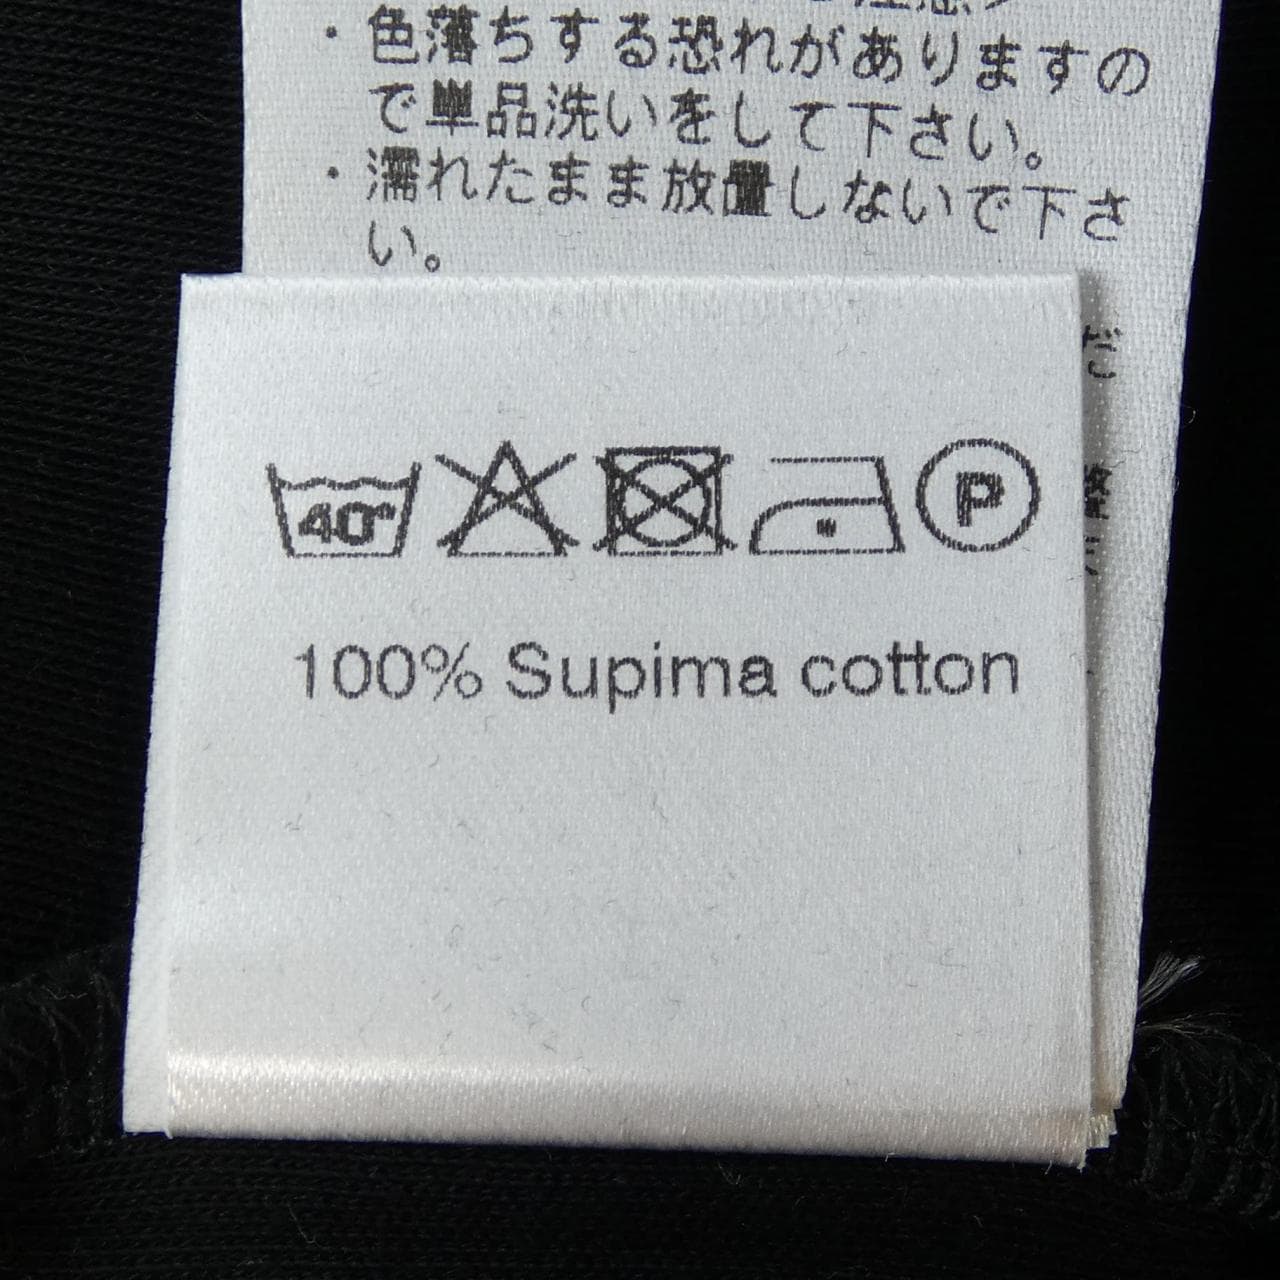 ・色落ちする恐れがありますの
で単品洗いをして下さい。
・濡れたまま放置しないで下さ
い。
だ
40°
P
100% Supima cotton